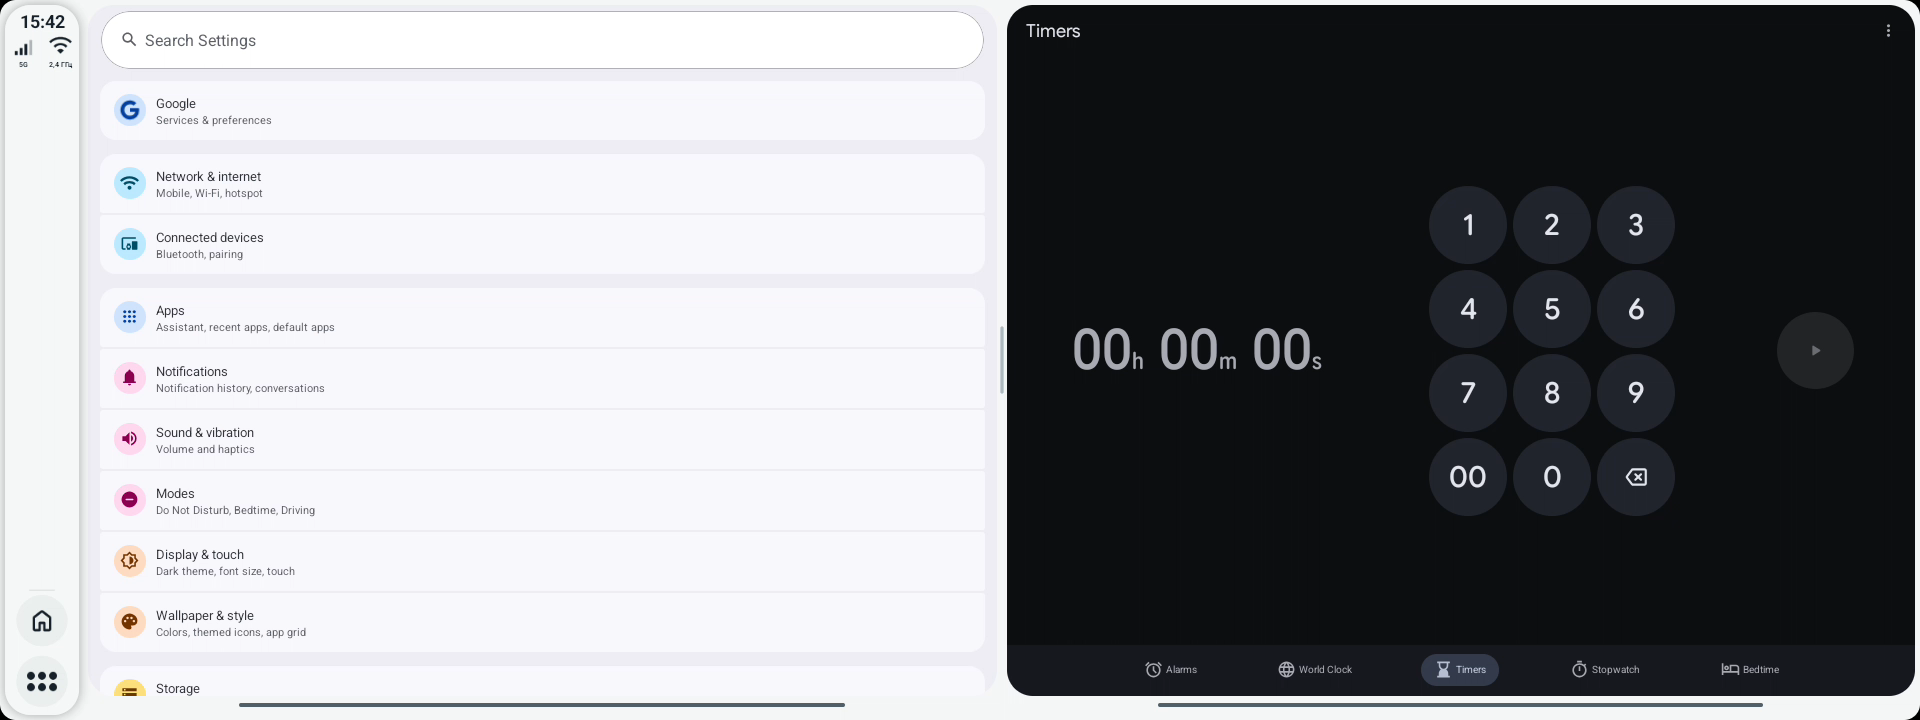 15:42
5G
2,4 ГГц
Search Settings
Google
Services & preferences
Network & internet
Mobile, Wi-Fi, hotspot
Connected devices
Bluetooth, pairing
Apps
Assistant, recent apps, default apps
Notifications
Notification history, conversations
Sound & vibration
Volume and haptics
Modes
Do Not Disturb, Bedtime, Driving
Display & touch
Dark theme, font size, touch
Wallpaper & style
Colors, themed icons, app grid
Storage
Timers
00h 00m 00s
1 2 3
4 5 6
7 8 9
00 0
Alarms
World Clock
Timers
Stopwatch
Bedtime